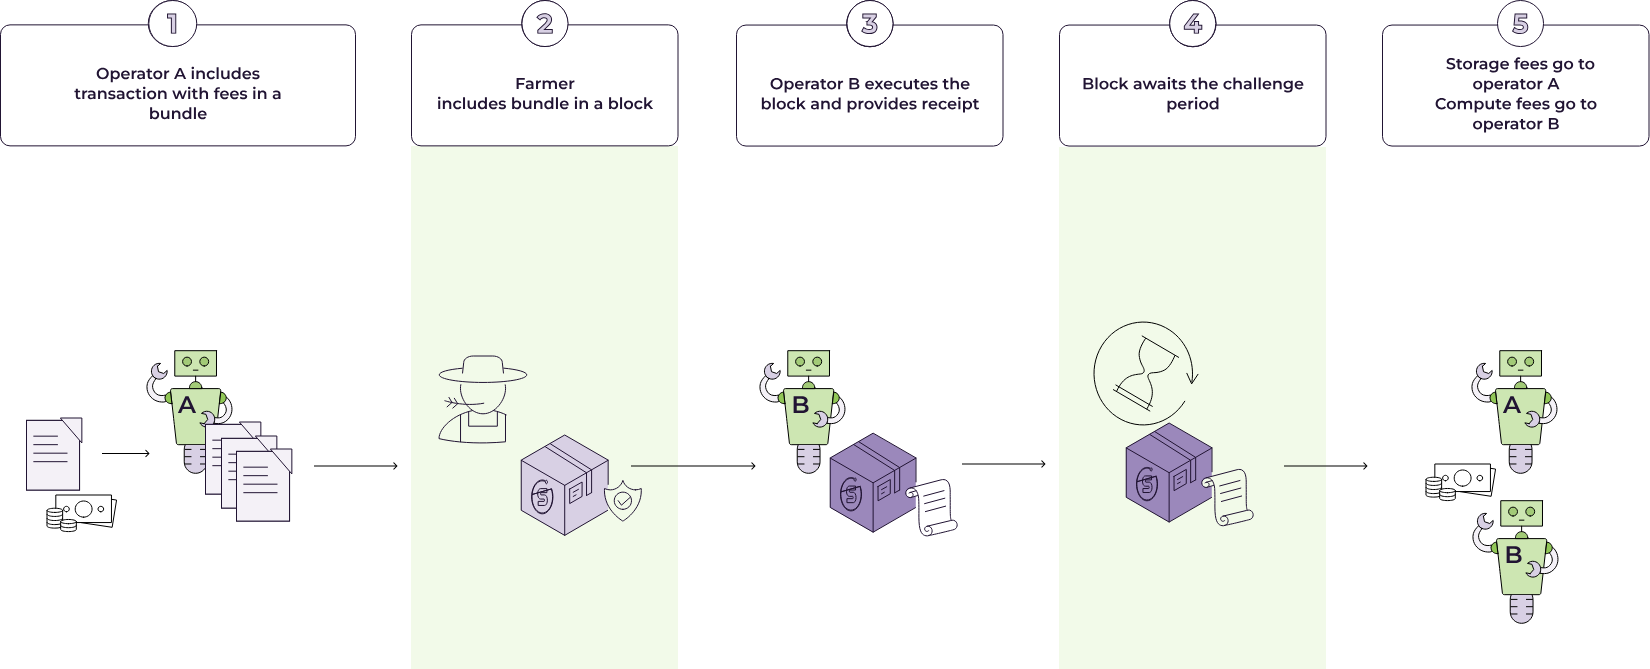 1
Operator A includes
transaction with fees in a
bundle
2
Farmer
includes bundle in a block
3
Operator B executes the
block and provides receipt
4
Block awaits the challenge
period
5
Storage fees go to
operator A
Compute fees go to
operator B
A
B
A
B